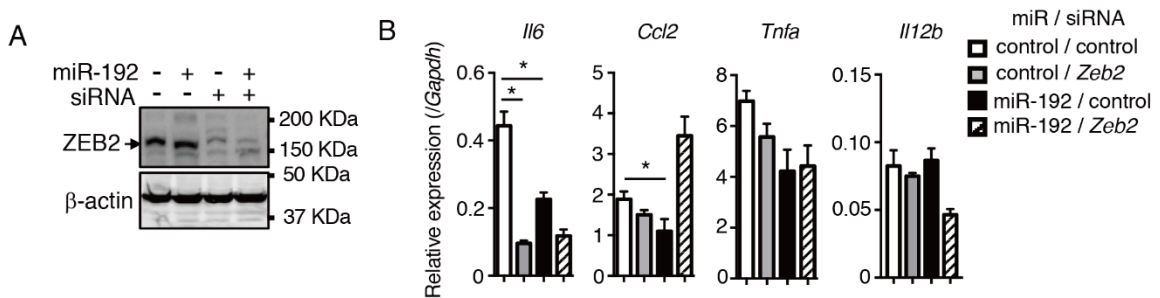 A
miR-192 - + - +
siRNA - - + +
ZEB2
200 KDa
150 KDa
50 KDa
β-actin
37 KDa
B
Il6
Ccl2
Tnfa
Il12b
Relative expression (/Gapdh)
0.6
0.4
0.2
0
*
*
5
4
3
2
1
0
*
8
6
4
2
0
0.15
0.10
0.05
0
miR / siRNA
control / control
control / Zeb2
miR-192 / control
miR-192 / Zeb2